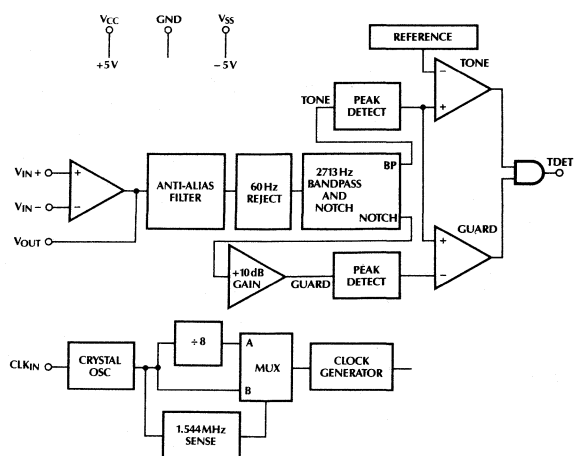 VCC GND VSS
+5V −5V
REFERENCE
− TONE
TONE PEAK DETECT +
VIN + + ANTI-ALIAS FILTER 60 Hz REJECT 2713 Hz BANDPASS AND NOTCH BP TDET
VIN − −
NOTCH
VOUT
+ GUARD
+10 dB GAIN GUARD PEAK DETECT −
÷8 A
CLKIN CRYSTAL OSC MUX CLOCK GENERATOR
B
1.544 MHz SENSE